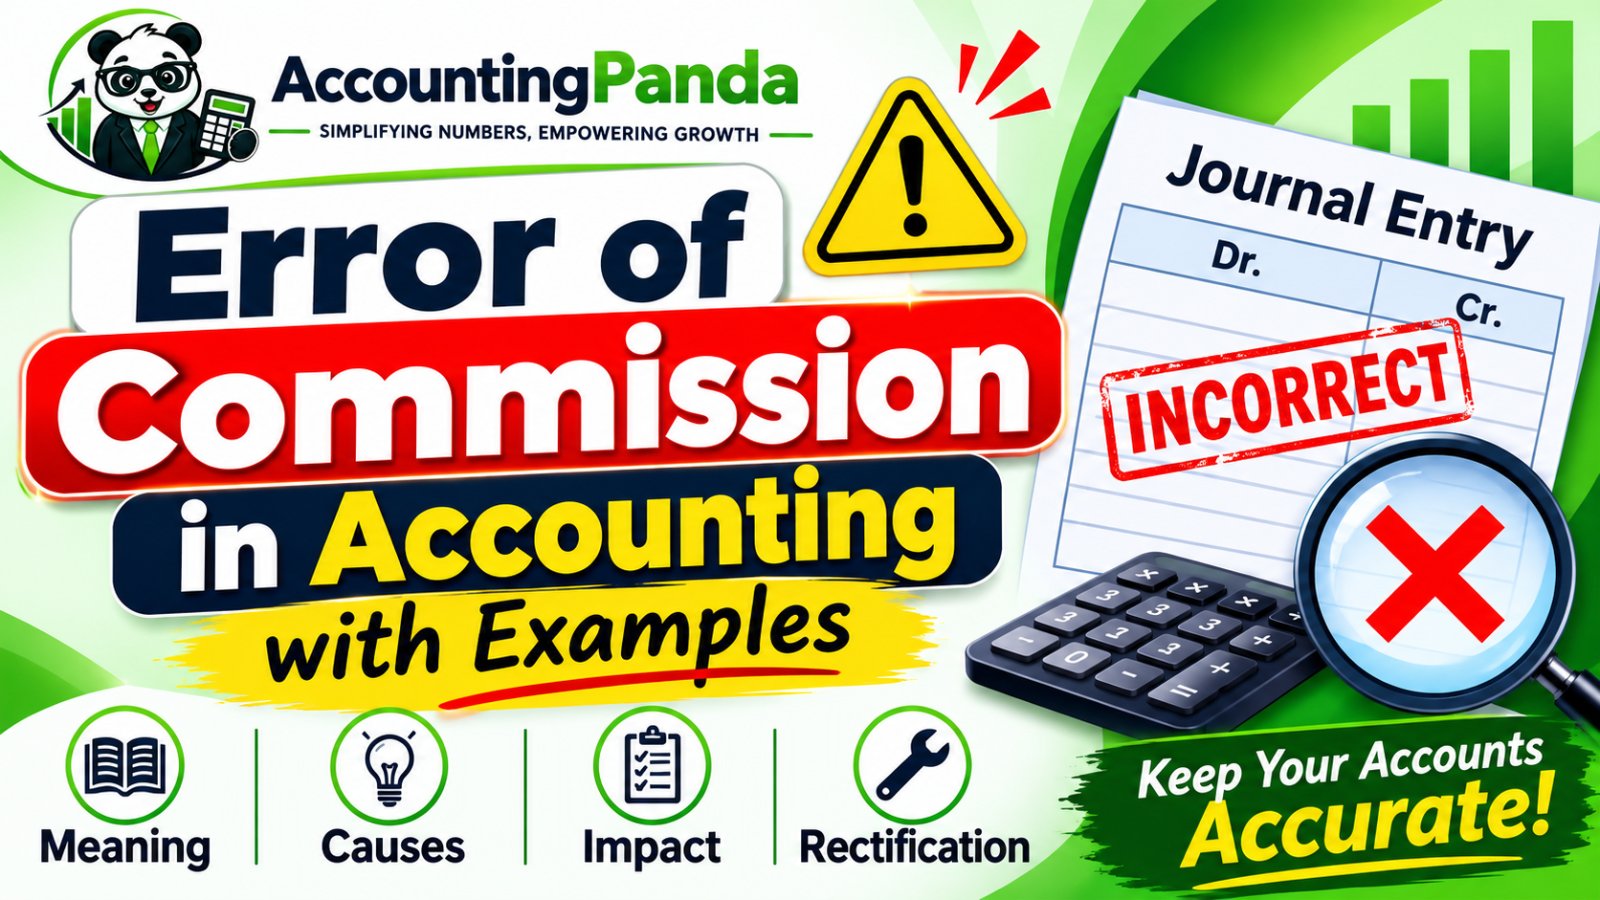 AccountingPanda
SIMPLIFYING NUMBERS, EMPOWERING GROWTH
Error of
Commission
in Accounting
with Examples
Journal Entry
Dr.
Cr.
INCORRECT
Meaning
Causes
Impact
Rectification
Keep Your Accounts
Accurate!